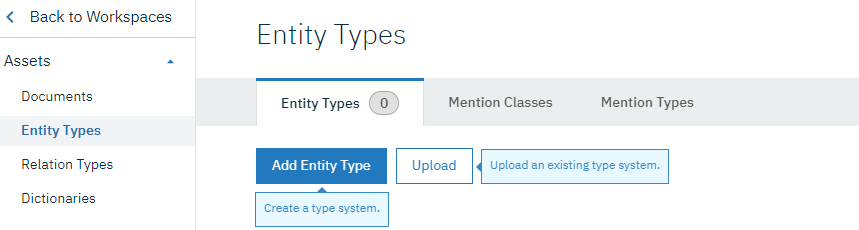 Back to Workspaces
Assets
Documents
Entity Types
Relation Types
Dictionaries
Entity Types
Entity Types 0 Mention Classes Mention Types
Add Entity Type Upload Upload an existing type system.
Create a type system.